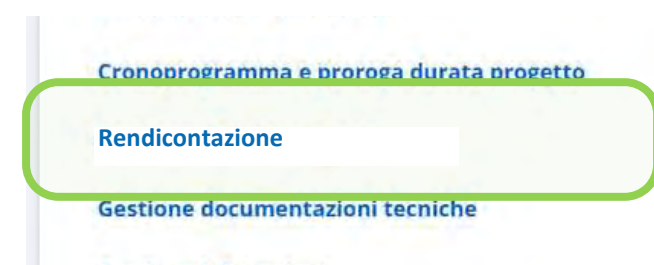 Cronoprogramma e proroga durata progetto
Rendicontazione
Gestione documentazioni tecniche